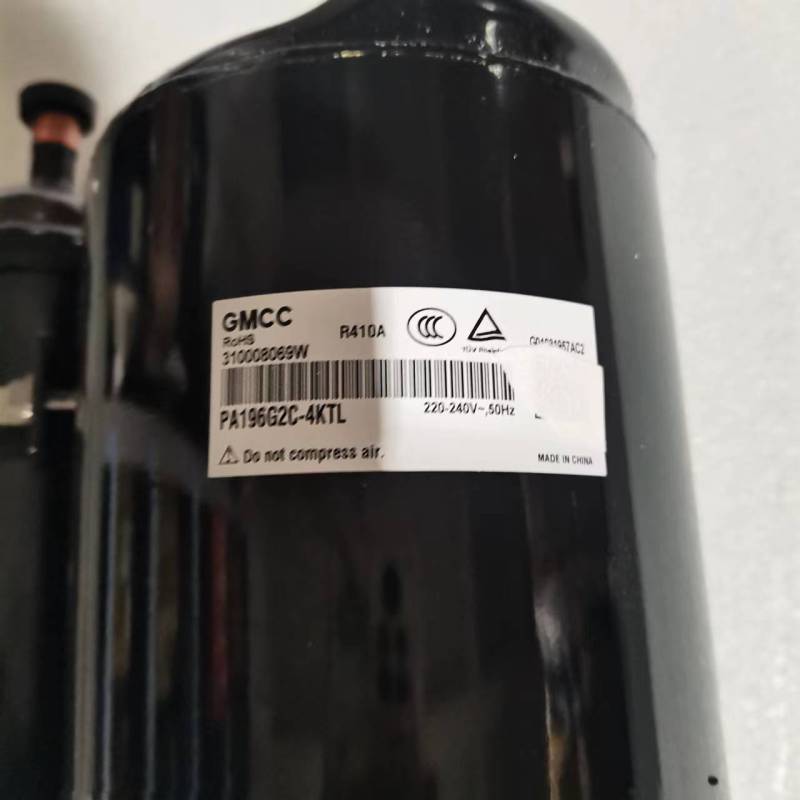 GMCC
RoHS R410A
310008069W
PA196G2C-4KTL 220-240V~,50Hz
Do not compress air. MADE IN CHINA